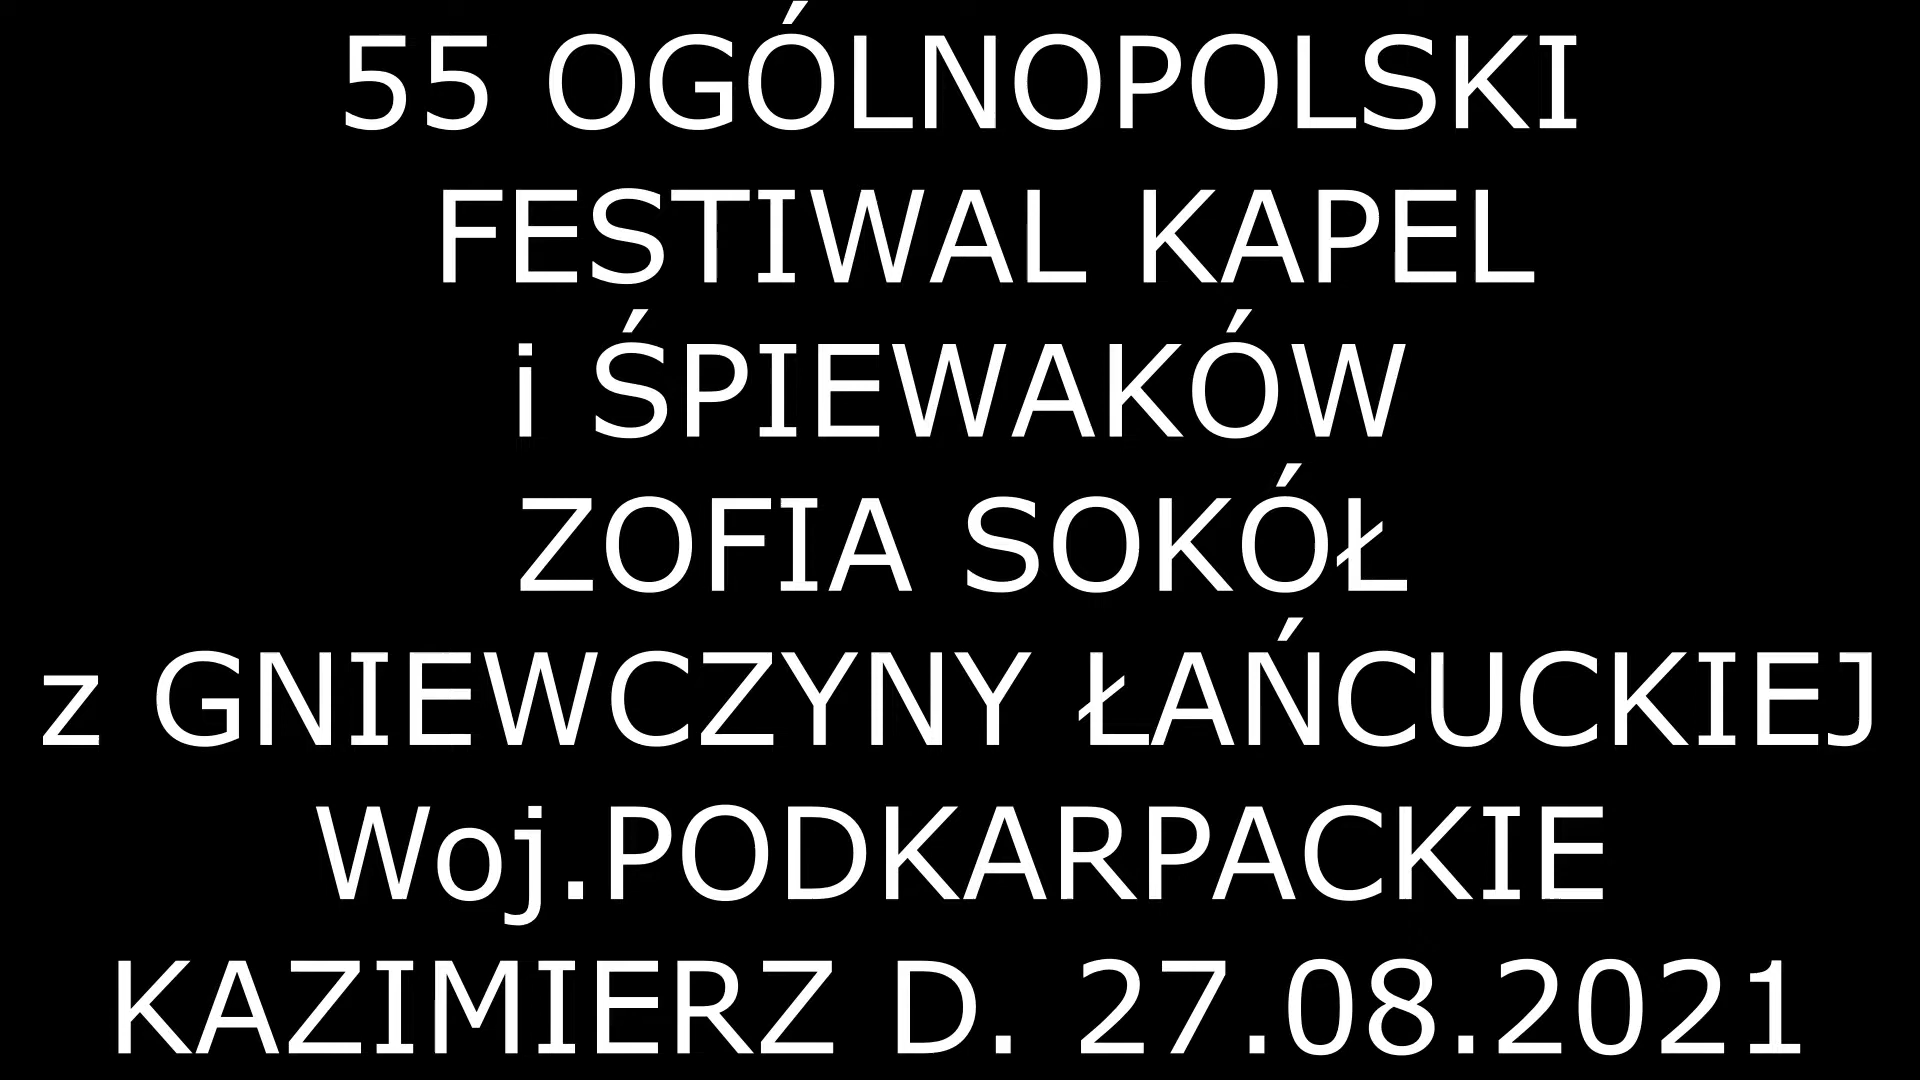 55 OGÓLNOPOLSKI
FESTIWAL KAPEL
i ŚPIEWAKÓW
ZOFIA SOKÓŁ
z GNIEWCZYNY ŁAŃCUCKIEJ
Woj.PODKARPACKIE
KAZIMIERZ D. 27.08.2021